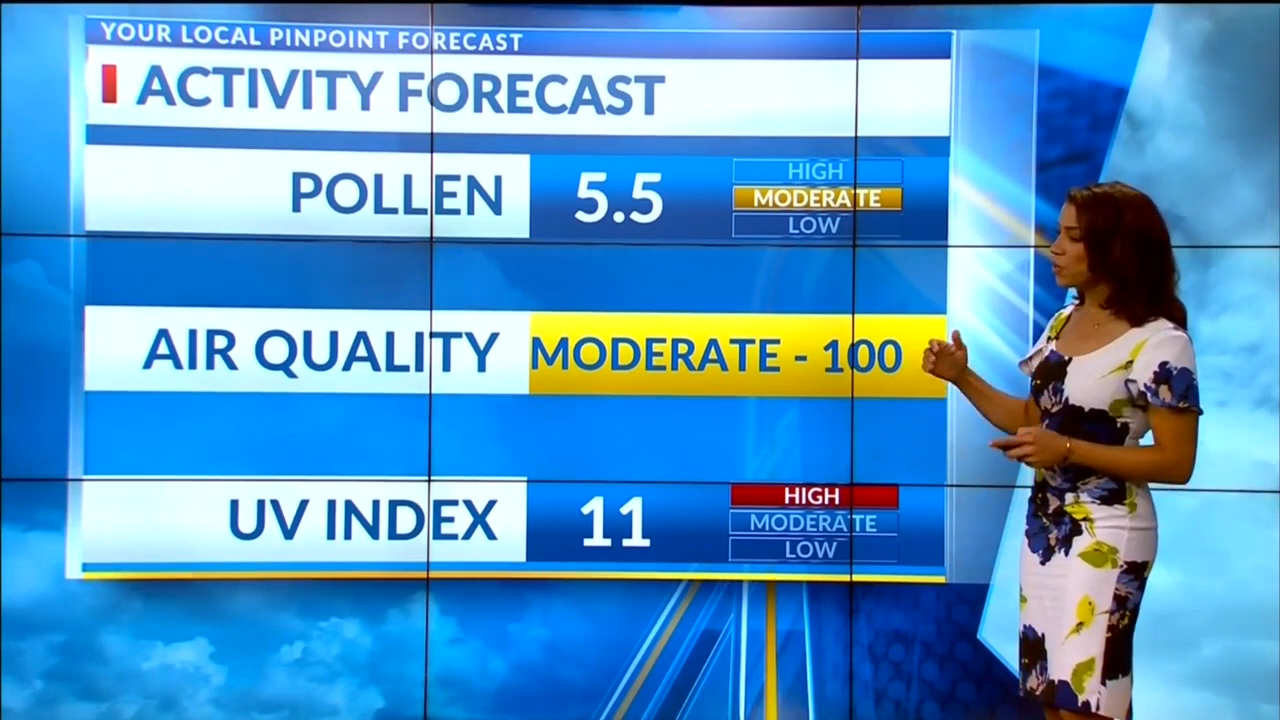 YOUR LOCAL PINPOINT FORECAST
ACTIVITY FORECAST
POLLEN 5.5
HIGH
MODERATE
LOW
AIR QUALITY MODERATE - 100
UV INDEX 11
HIGH
MODERATE
LOW